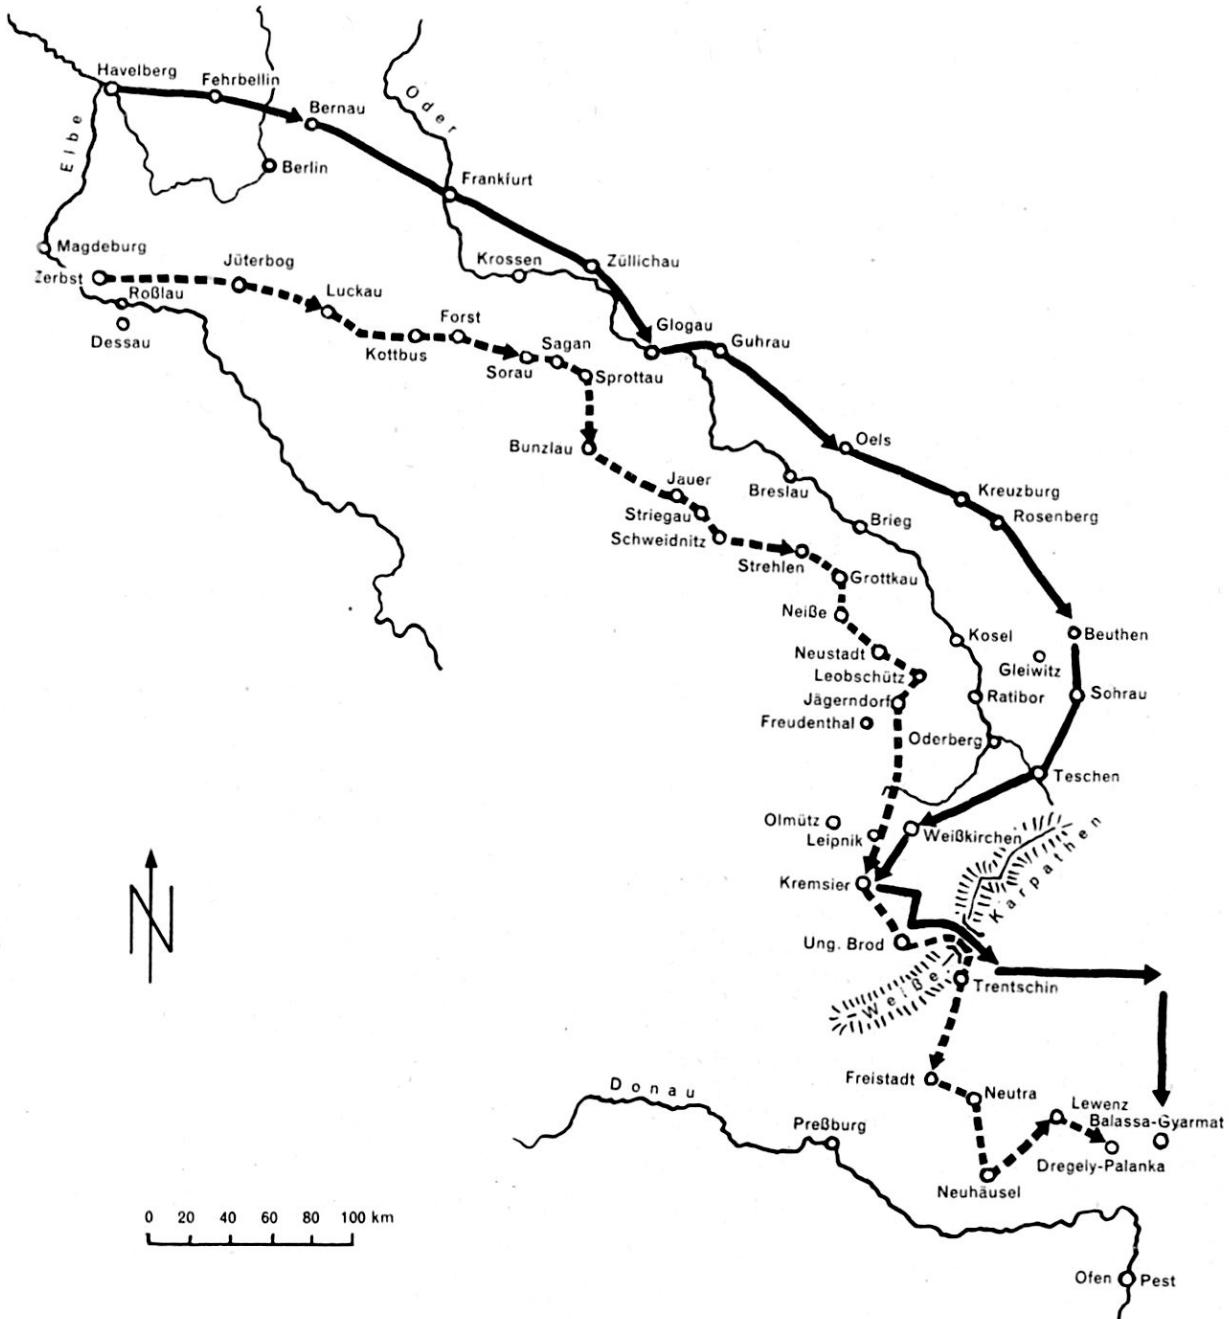 Havelberg
Fehrbellin
Bernau
Oder
Elbe
Berlin
Frankfurt
Magdeburg
Krossen
Züllichau
Zerbst
Jüterbog
Roßlau
Luckau
Dessau
Forst
Glogau
Kottbus
Sagan
Guhrau
Sorau
Sprottau
Bunzlau
Oels
Jauer
Breslau
Kreuzburg
Striegau
Brieg
Rosenberg
Schweidnitz
Strehlen
Grottkau
Neiße
Kosel
Beuthen
Neustadt
Gleiwitz
Leobschütz
Jägerndorf
Ratibor
Sohrau
Freudenthal
Oderberg
Teschen
Olmütz
Leipnik
Weißkirchen
Karpathen
Kremsier
N
Ung. Brod
Weiße
Trentschin
Freistadt
Donau
Neutra
Lewenz
Preßburg
Balassa-Gyarmat
Dregely-Palanka
Neuhäusel
0 20 40 60 80 100 km
Ofen Pest